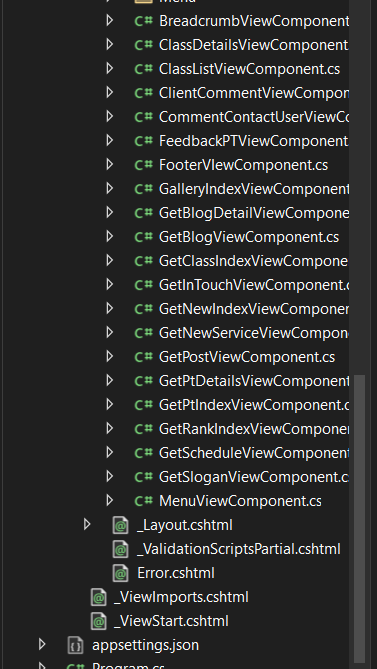 Menu
C# BreadcrumbViewComponent.
C# ClassDetailsViewComponent.
C# ClassListViewComponent.cs
C# ClientCommentViewCompon
C# CommentContactUserViewCo
C# FeedbackPTViewComponent.
C# FooterVIewComponent.cs
C# GalleryIndexViewComponent
C# GetBlogDetailViewCompone
C# GetBlogViewComponent.cs
C# GetClassIndexViewCompone
C# GetInTouchViewComponent.c
C# GetNewIndexViewComponen
C# GetNewServiceViewCompon
C# GetPostViewComponent.cs
C# GetPtDetailsViewComponent
C# GetPtIndexViewComponent.c
C# GetRankIndexViewComponen
C# GetScheduleViewComponent
C# GetSloganViewComponent.cs
C# MenuViewComponent.cs
_Layout.cshtml
_ValidationScriptsPartial.cshtml
Error.cshtml
_ViewImports.cshtml
_ViewStart.cshtml
appsettings.json
C# Program.cs